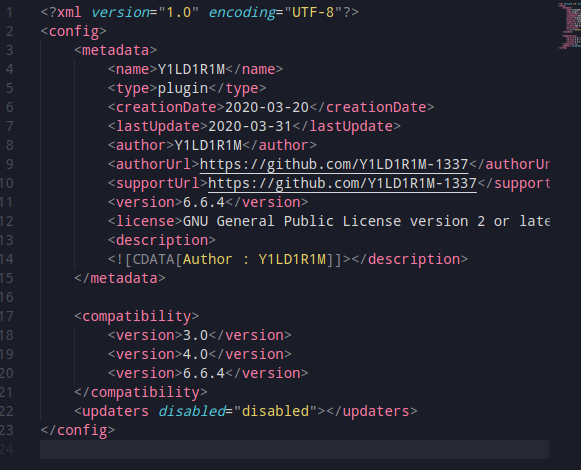 1 <?xml version="1.0" encoding="UTF-8"?>
2 <config>
3 <metadata>
4 <name>Y1LD1R1M</name>
5 <type>plugin</type>
6 <creationDate>2020-03-20</creationDate>
7 <lastUpdate>2020-03-31</lastUpdate>
8 <author>Y1LD1R1M</author>
9 <authorUrl>https://github.com/Y1LD1R1M-1337</authorUr
10 <supportUrl>https://github.com/Y1LD1R1M-1337</support
11 <version>6.6.4</version>
12 <license>GNU General Public License version 2 or late
13 <description>
14 <![CDATA[Author : Y1LD1R1M]]></description>
15 </metadata>
16
17 <compatibility>
18 <version>3.0</version>
19 <version>4.0</version>
20 <version>6.6.4</version>
21 </compatibility>
22 <updaters disabled="disabled"></updaters>
23 </config>
24